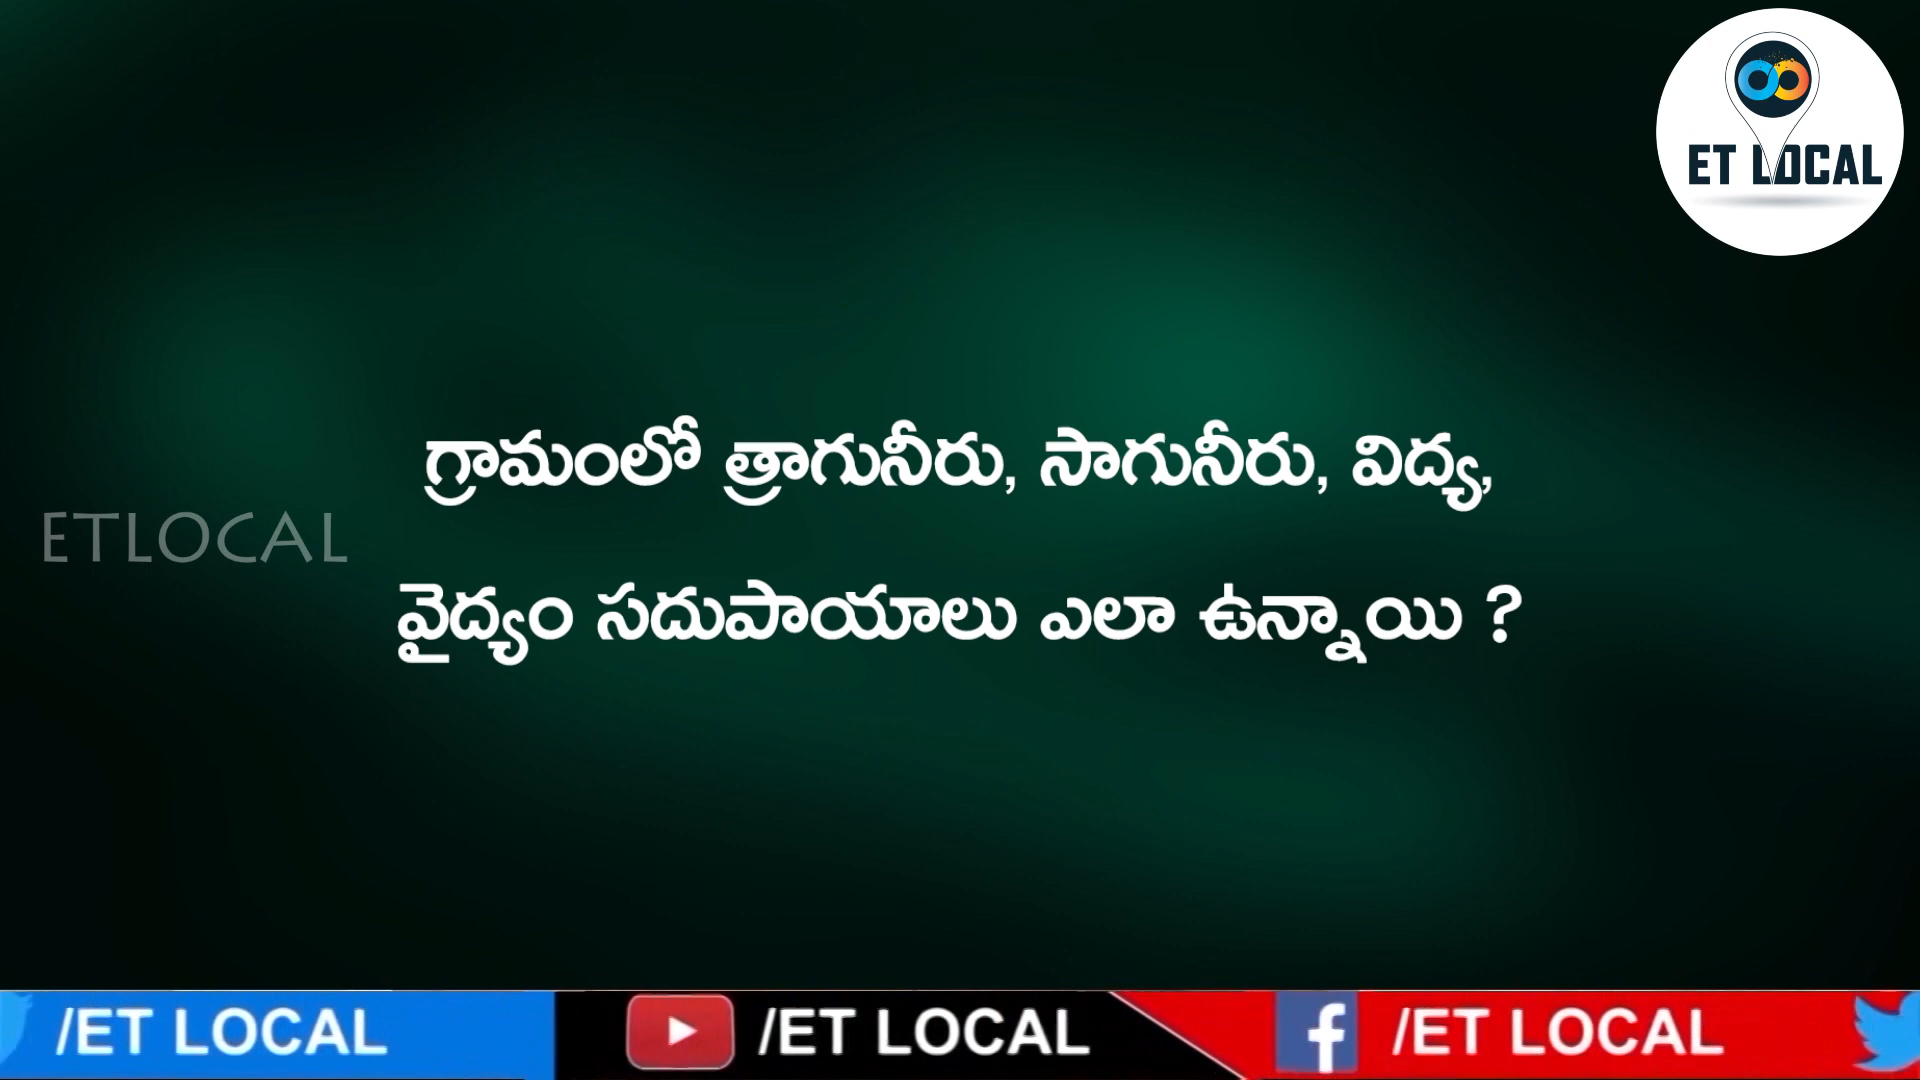 ET LOCAL
గ్రామంలో త్రాగునీరు, సాగునీరు, విద్య,
ETLOCAL
వైద్యం సదుపాయాలు ఎలా ఉన్నాయి ?
/ET LOCAL /ET LOCAL /ET LOCAL